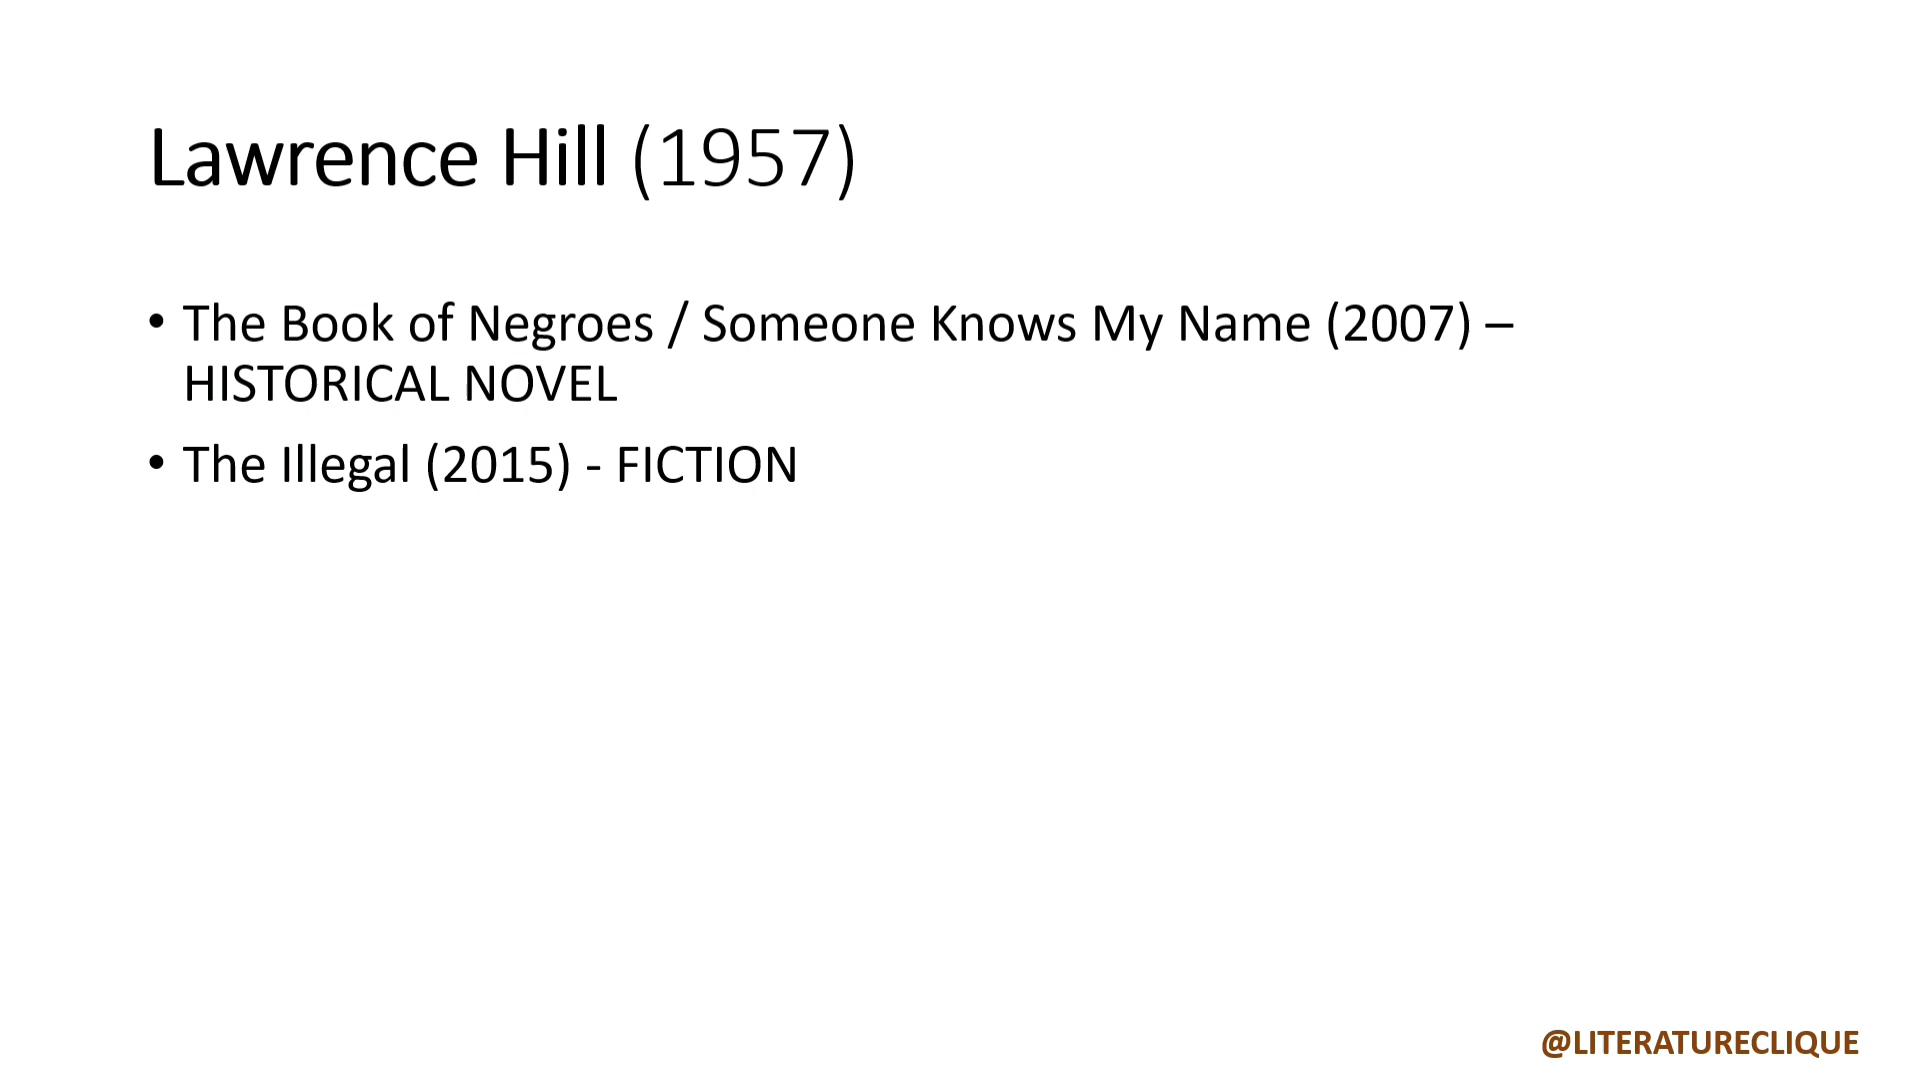 Lawrence Hill (1957)
• The Book of Negroes / Someone Knows My Name (2007) –
HISTORICAL NOVEL
• The Illegal (2015) - FICTION
@LITERATURECLIQUE